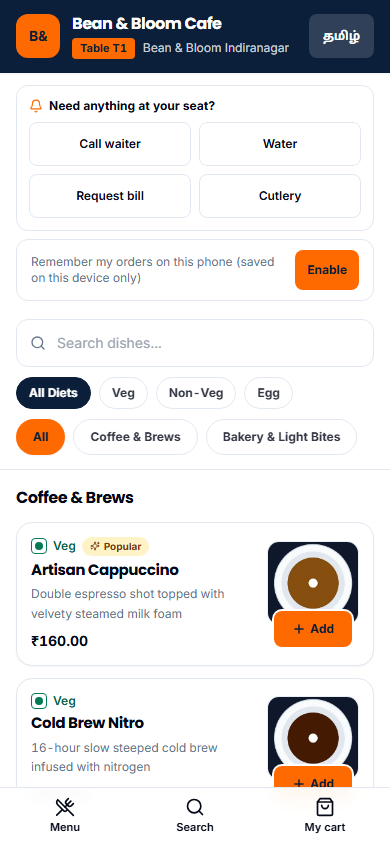 B&
Bean & Bloom Cafe
Table T1
Bean & Bloom Indiranagar
தமிழ்
Need anything at your seat?
Call waiter
Water
Request bill
Cutlery
Remember my orders on this phone (saved
on this device only)
Enable
Search dishes...
All Diets
Veg
Non-Veg
Egg
All
Coffee & Brews
Bakery & Light Bites
Coffee & Brews
Veg
Popular
Artisan Cappuccino
Double espresso shot topped with
velvety steamed milk foam
₹160.00
+ Add
Veg
Cold Brew Nitro
16-hour slow steeped cold brew
infused with nitrogen
+ Add
Menu
Search
My cart